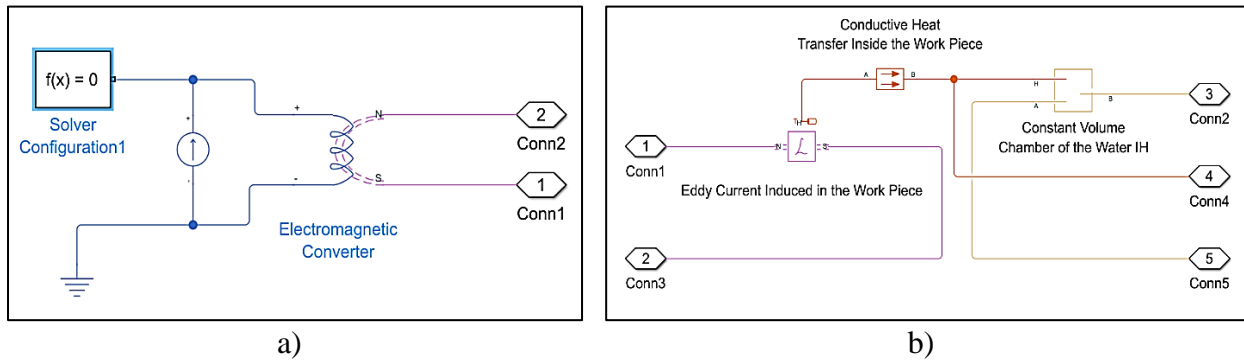 f(x) = 0
Solver
Configuration1
+
-
+
-
N
S
Electromagnetic
Converter
2
Conn2
1
Conn1
a)
Conductive Heat
Transfer Inside the Work Piece
A
B
H
A
B
3
Conn2
Constant Volume
Chamber of the Water IH
H
1
Conn1
N
S
Eddy Current Induced in the Work Piece
4
Conn4
2
Conn3
5
Conn5
b)